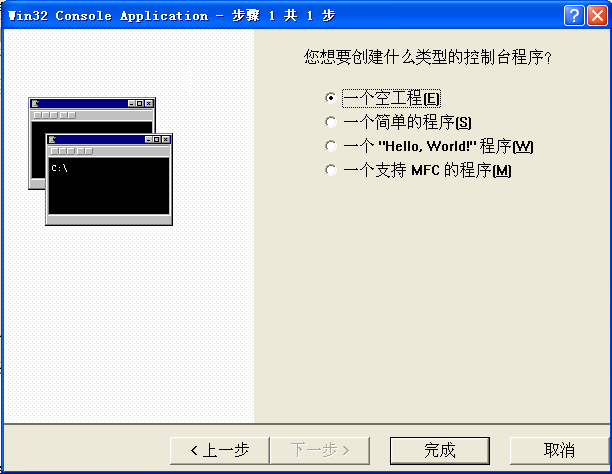 Win32 Console Application - 步骤 1 共 1 步
您想要创建什么类型的控制台程序?
一个空工程(E)
一个简单的程序(S)
一个 "Hello, World!" 程序(W)
一个支持 MFC 的程序(M)
C:\
< 上一步 下一步 > 完成 取消